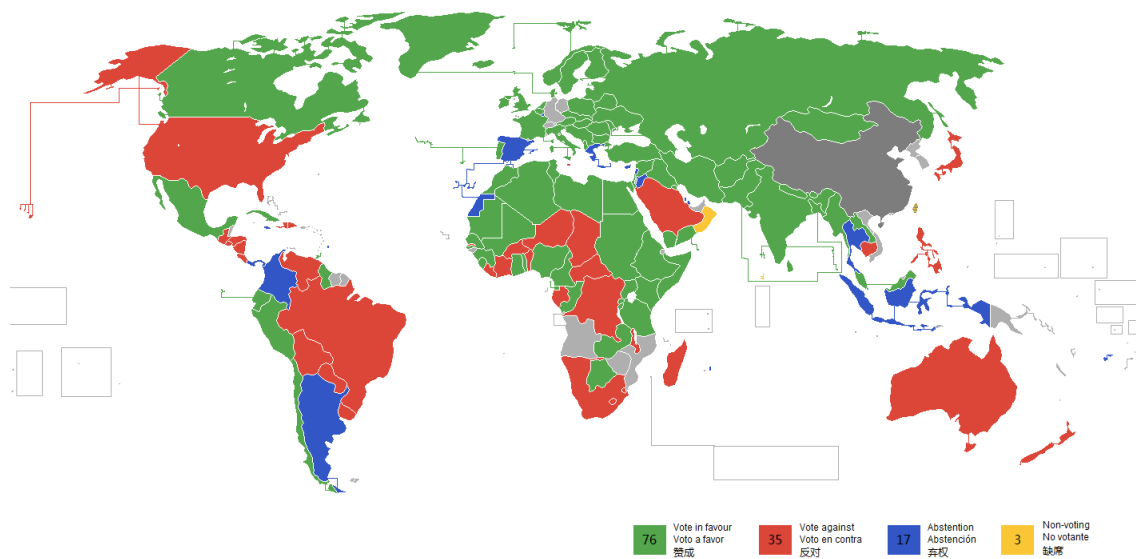 76
Vote in favour
Voto a favor
赞成
35
Vote against
Voto en contra
反对
17
Abstention
Abstención
弃权
3
Non-voting
No votante
缺席